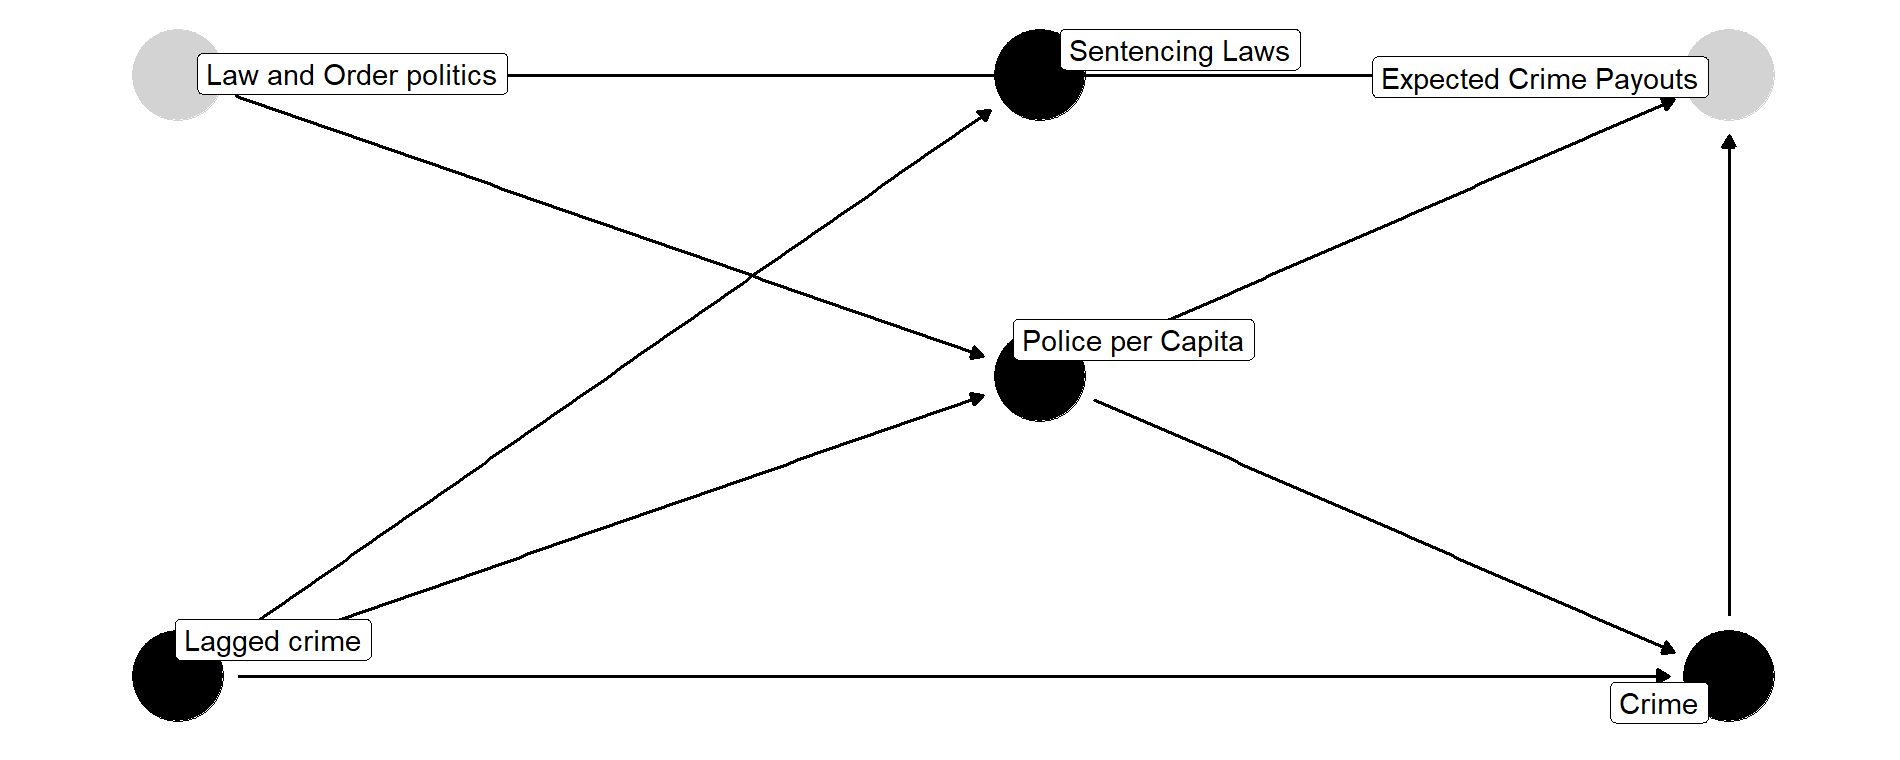 Law and Order politics
Sentencing Laws
Expected Crime Payouts
Police per Capita
Lagged crime
Crime